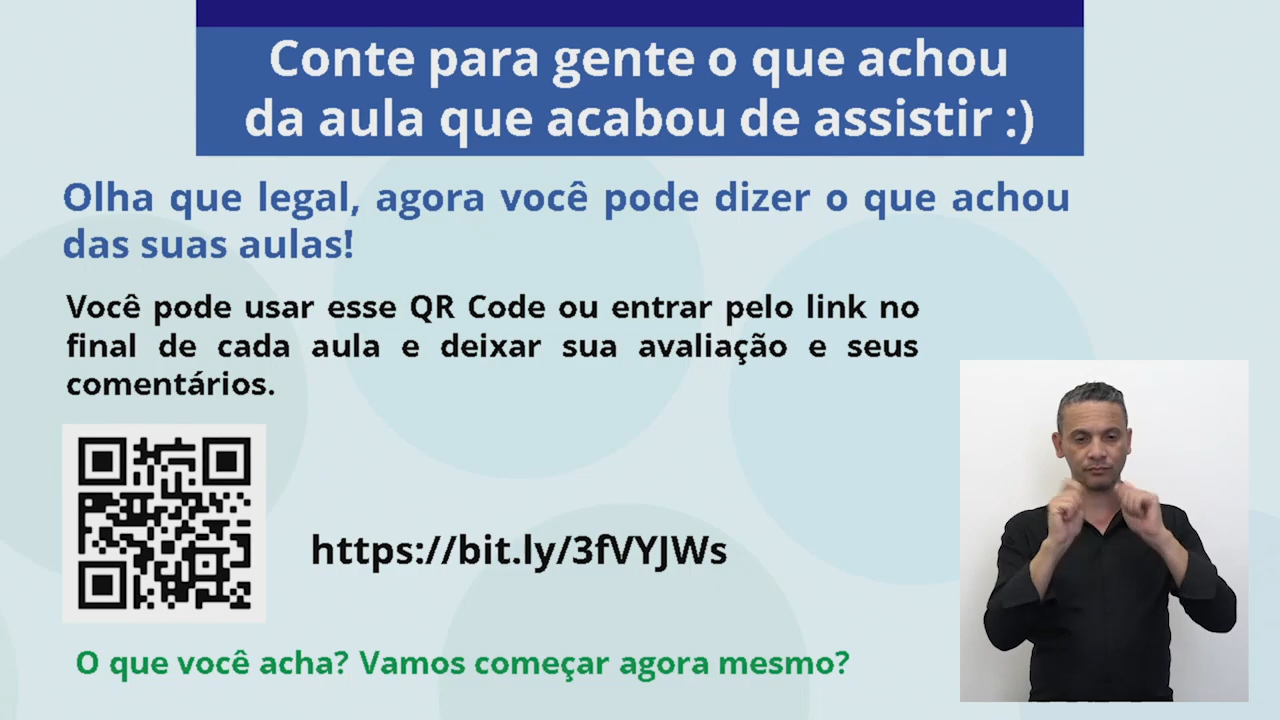 Conte para gente o que achou
da aula que acabou de assistir :)
Olha que legal, agora você pode dizer o que achou
das suas aulas!
Você pode usar esse QR Code ou entrar pelo link no
final de cada aula e deixar sua avaliação e seus
comentários.
https://bit.ly/3fVYJWs
O que você acha? Vamos começar agora mesmo?